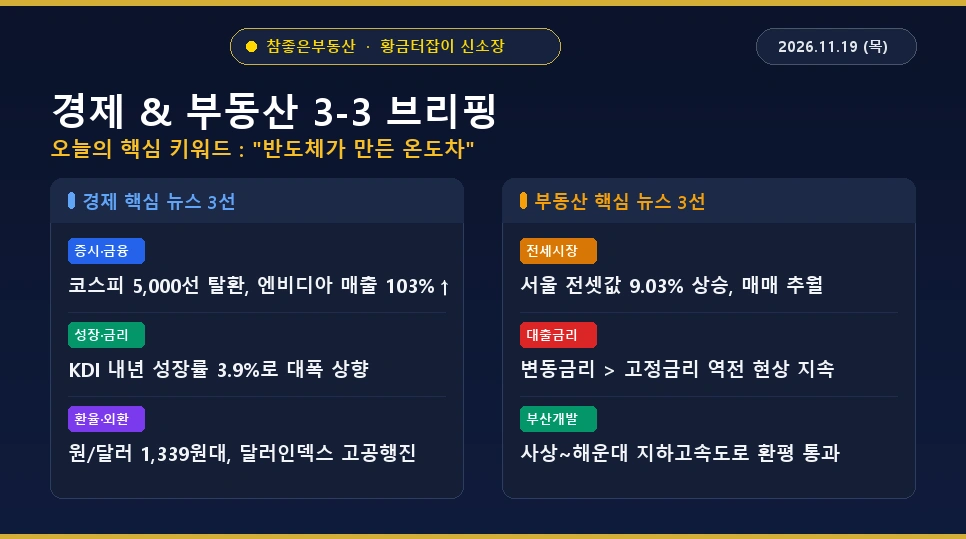 참좋은부동산 · 황금터잡이 신소장
2026.11.19 (목)
경제 & 부동산 3-3 브리핑
오늘의 핵심 키워드 : "반도체가 만든 온도차"
경제 핵심 뉴스 3선
증시·금융
코스피 5,000선 탈환, 엔비디아 매출 103% ↑
성장·금리
KDI 내년 성장률 3.9%로 대폭 상향
환율·외환
원/달러 1,339원대, 달러인덱스 고공행진
부동산 핵심 뉴스 3선
전세시장
서울 전셋값 9.03% 상승, 매매 추월
대출금리
변동금리 > 고정금리 역전 현상 지속
부산개발
사상~해운대 지하고속도로 환평 통과